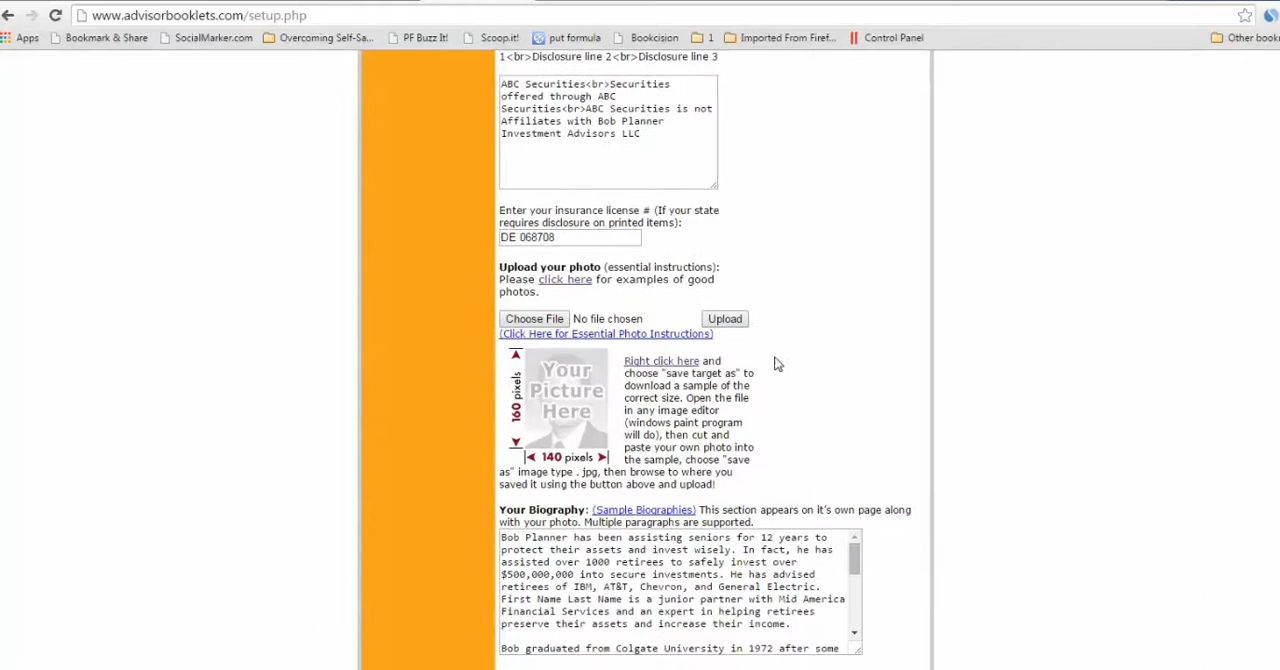 www.advisorbooklets.com/setup.php
Apps Bookmark & Share SocialMarker.com Overcoming Self-Sa... PF Buzz It! Scoop.it! put formula Bookcision 1 Imported From Firef... Control Panel Other book
1<br>Disclosure line 2<br>Disclosure line 3
ABC Securities<br>Securities
offered through ABC
Securities<br>ABC Securities is not
Affiliates with Bob Planner
Investment Advisors LLC
Enter your insurance license # (If your state
requires disclosure on printed items):
DE 068708
Upload your photo (essential instructions):
Please click here for examples of good
photos.
Choose File No file chosen Upload
(Click Here for Essential Photo Instructions)
160 pixels
Your
Picture
Here
140 pixels
Right click here and
choose "save target as" to
download a sample of the
correct size. Open the file
in any image editor
(windows paint program
will do), then cut and
paste your own photo into
the sample, choose "save
as" image type . jpg, then browse to where you
saved it using the button above and upload!
Your Biography: (Sample Biographies) This section appears on it's own page along
with your photo. Multiple paragraphs are supported.
Bob Planner has been assisting seniors for 12 years to
protect their assets and invest wisely. In fact, he has
assisted over 1000 retirees to safely invest over
$500,000,000 into secure investments. He has advised
retirees of IBM, AT&T, Chevron, and General Electric.
First Name Last Name is a junior partner with Mid America
Financial Services and an expert in helping retirees
preserve their assets and increase their income.
Bob graduated from Colgate University in 1972 after some